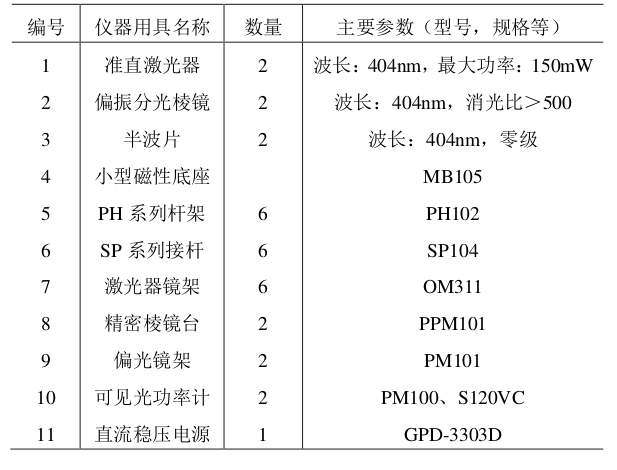 编号 仪器用具名称 数量 主要参数（型号，规格等）
1 准直激光器 2 波长：404nm，最大功率：150mW
2 偏振分光棱镜 2 波长：404nm，消光比＞500
3 半波片 2 波长：404nm，零级
4 小型磁性底座 MB105
5 PH 系列杆架 6 PH102
6 SP 系列接杆 6 SP104
7 激光器镜架 6 OM311
8 精密棱镜台 2 PPM101
9 偏光镜架 2 PM101
10 可见光功率计 2 PM100、S120VC
11 直流稳压电源 1 GPD-3303D